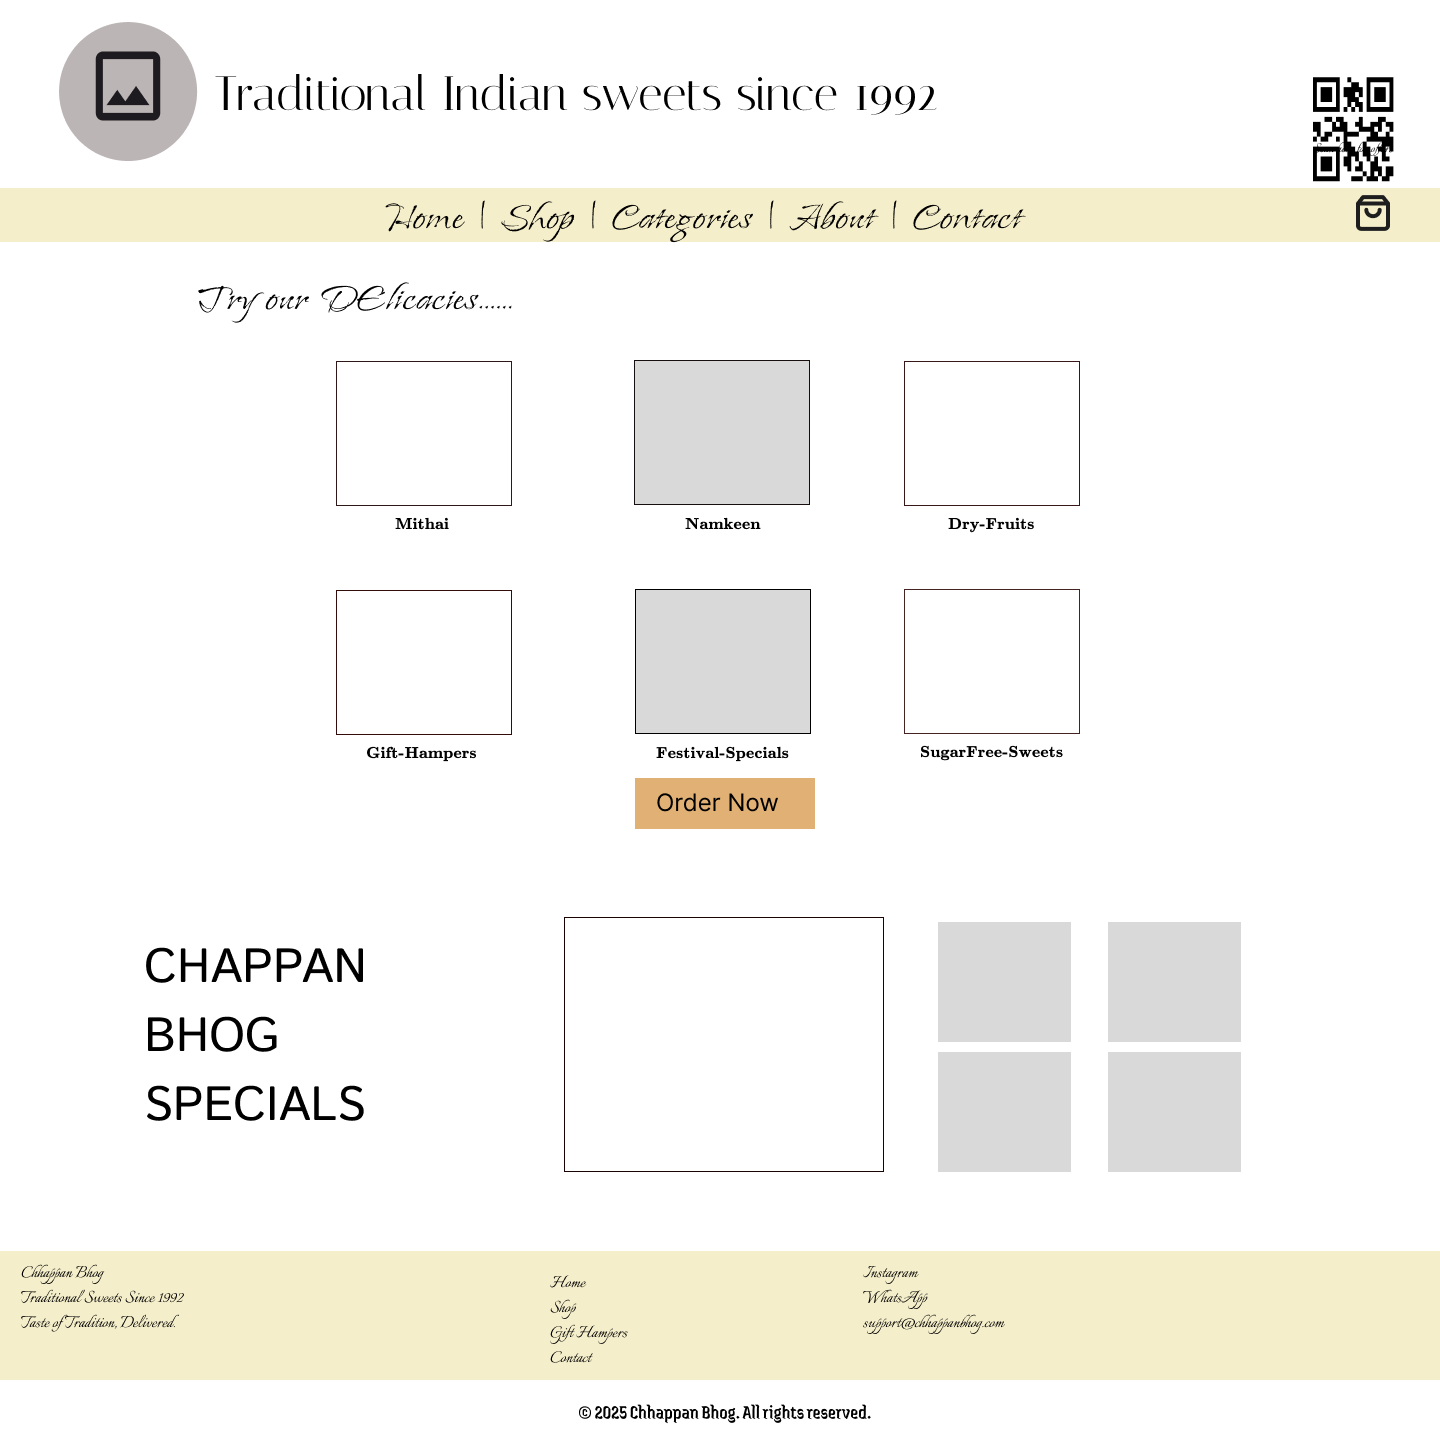 Traditional Indian sweets since 1992
Home | Shop | Categories | About | Contact
Try our DElicacies......
Mithai
Namkeen
Dry-Fruits
Gift-Hampers
Festival-Specials
SugarFree-Sweets
Order Now
CHAPPAN
BHOG
SPECIALS
Chhappan Bhog
Traditional Sweets Since 1992
Taste of Tradition, Delivered.
Home
Shop
Gift Hampers
Contact
Instagram
WhatsApp
support@chhappanbhog.com
© 2025 Chhappan Bhog. All rights reserved.